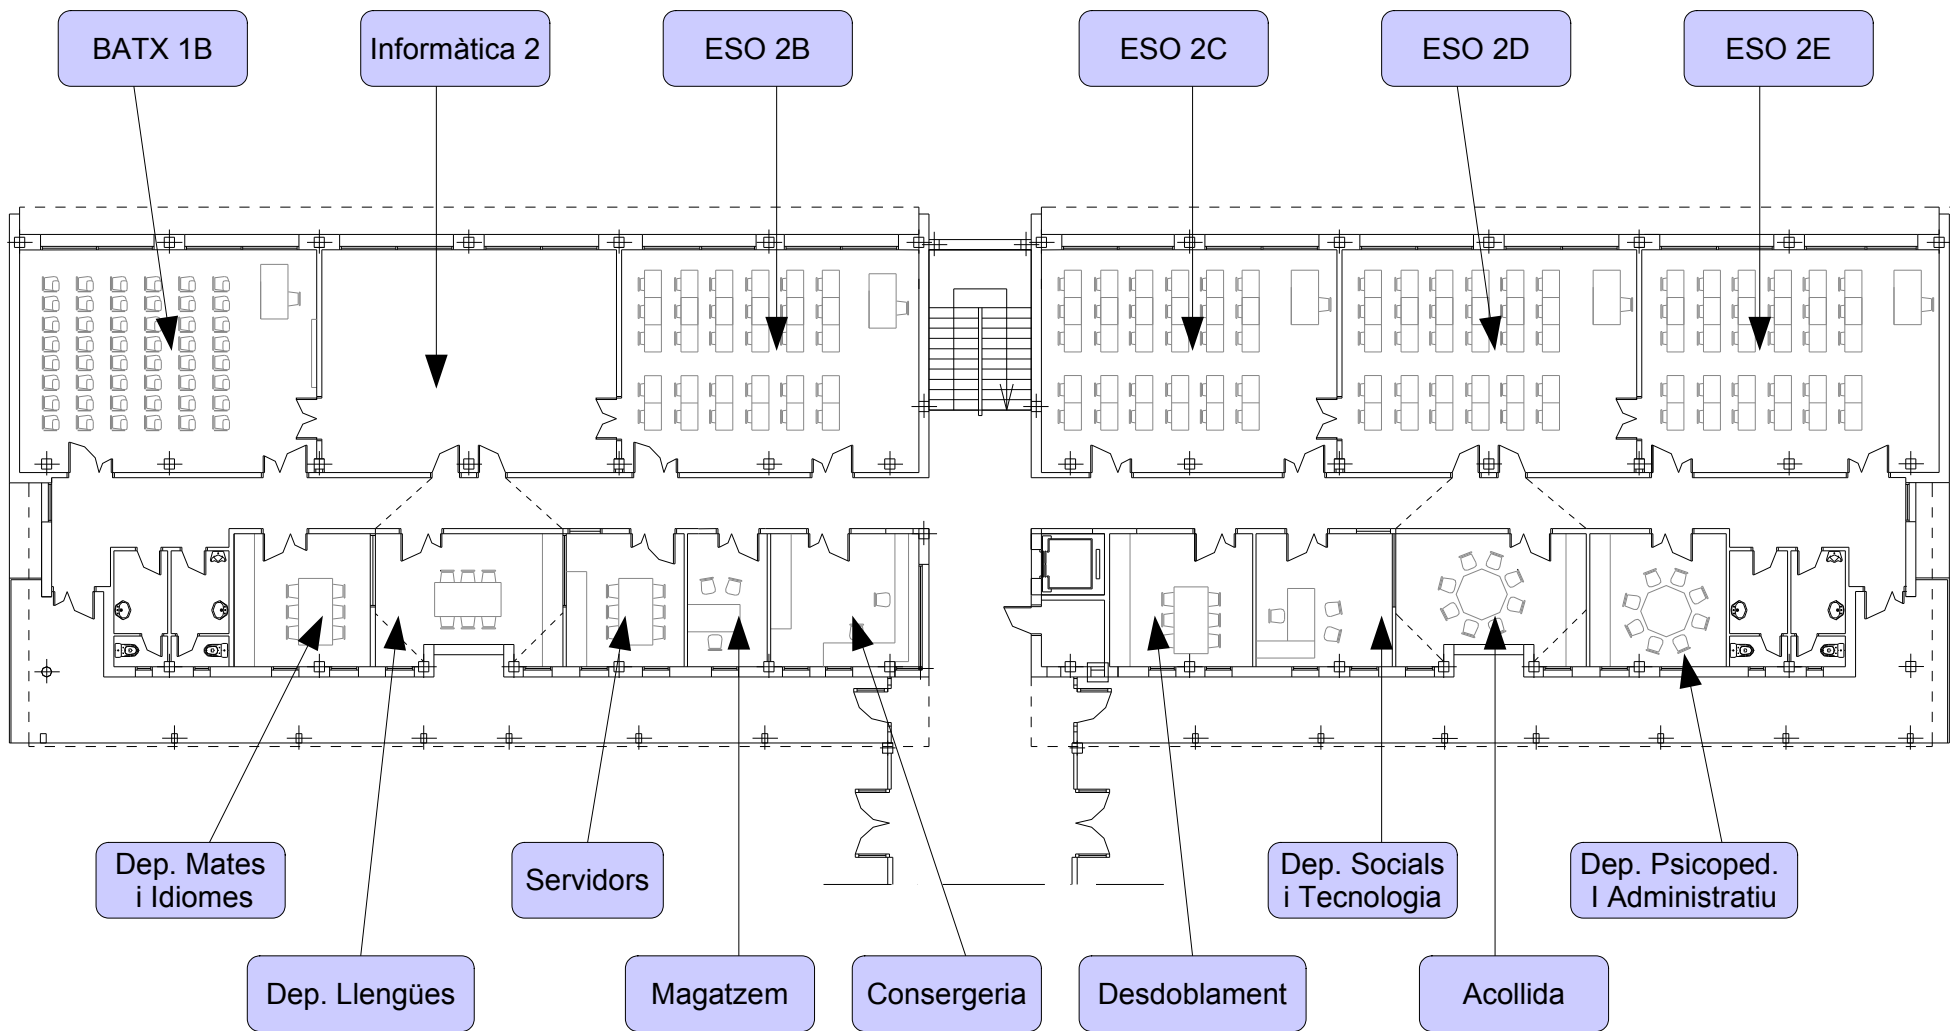 BATX 1B
Informàtica 2
ESO 2B
ESO 2C
ESO 2D
ESO 2E
Dep. Mates
i Idiomes
Servidors
Dep. Socials
i Tecnologia
Dep. Psicoped.
I Administratiu
Dep. Llengües
Magatzem
Consergeria
Desdoblament
Acollida